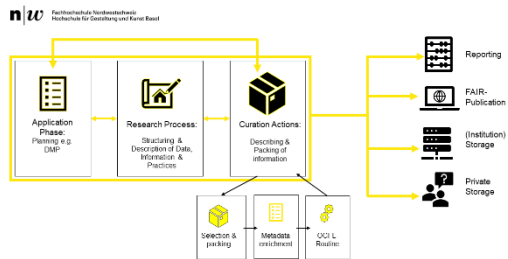 n|w
Fachhochschule Nordwestschweiz
Hochschule für Gestaltung und Kunst Basel
Application
Phase:
Planning e.g.
DMP
Research Process:
Structuring &
Description of Data,
Information &
Practices
Curation Actions:
Describing &
Packing of
information
Selection &
packing
Metadata
enrichment
Routine
Reporting
FAIR-
Publication
(Institution)
Storage
Private
Storage